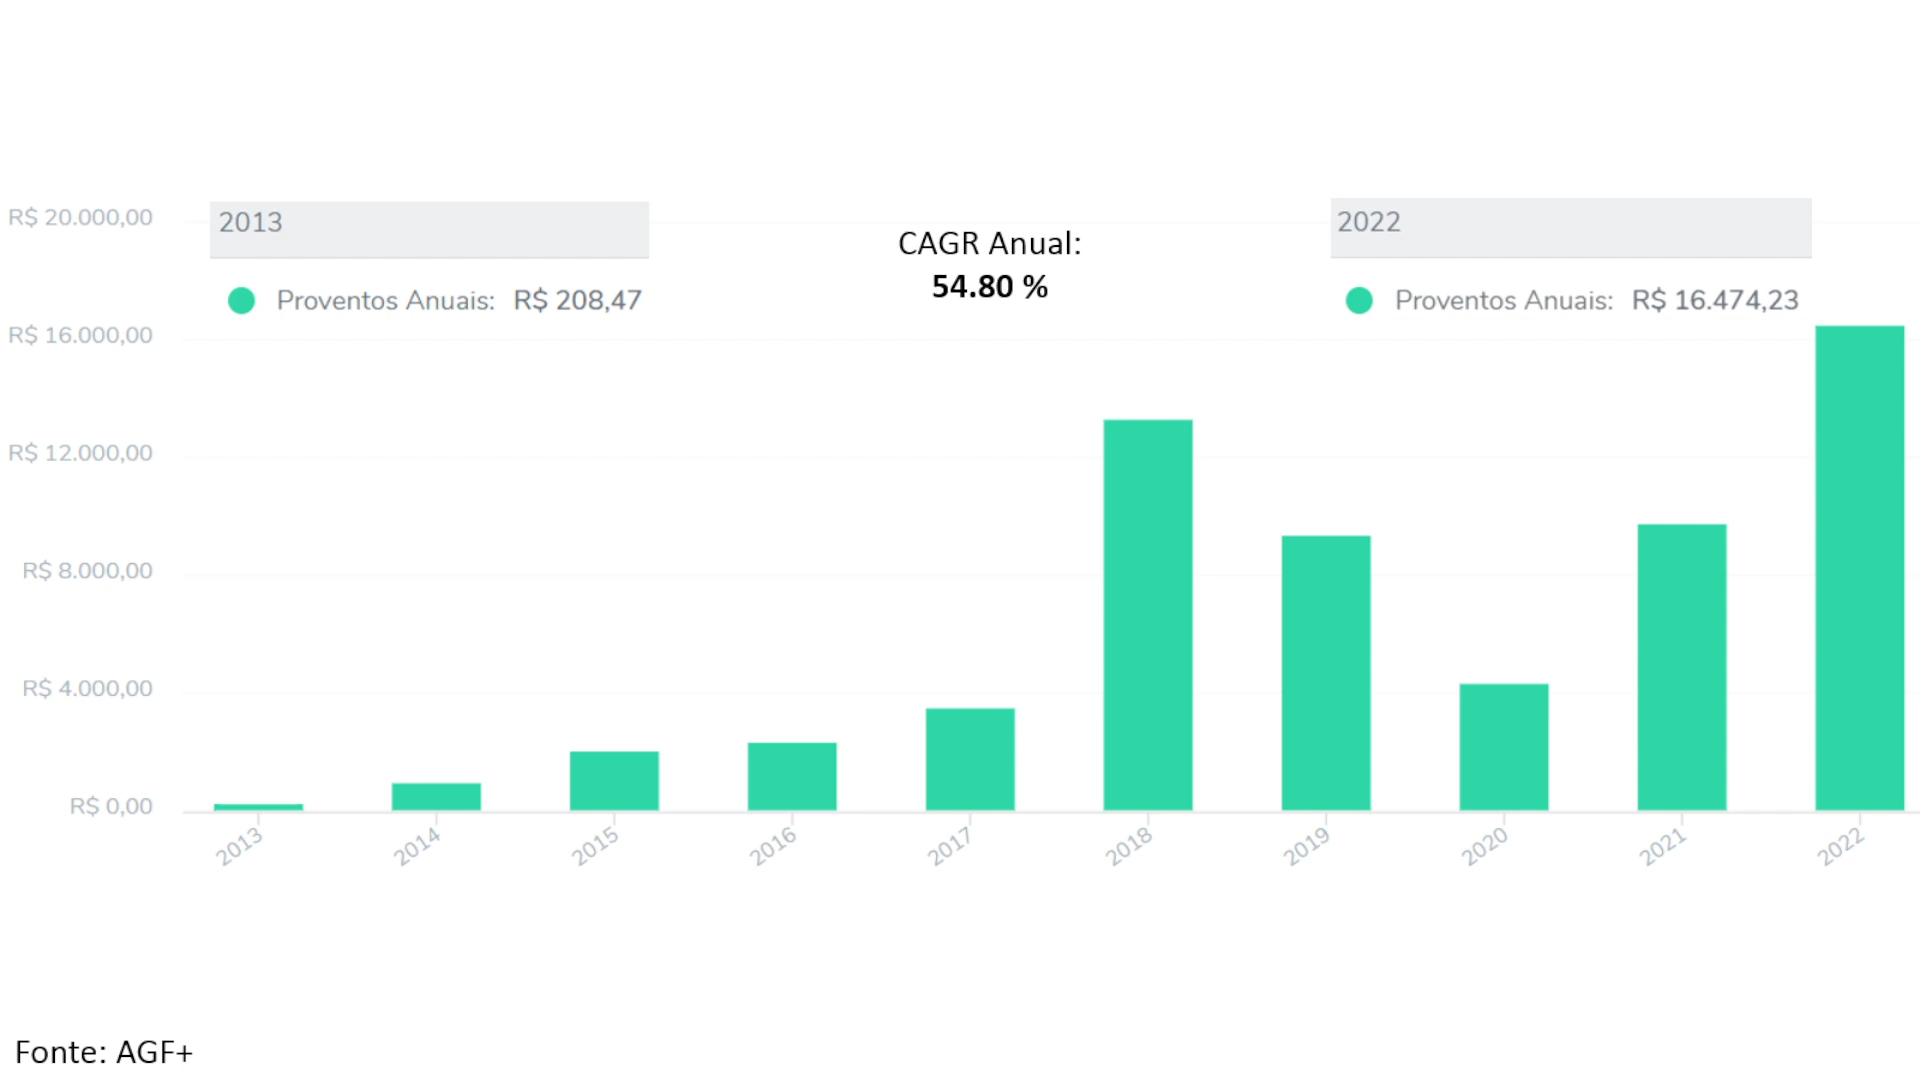 R$ 20.000,00
R$ 16.000,00
R$ 12.000,00
R$ 8.000,00
R$ 4.000,00
R$ 0,00
2013
Proventos Anuais: R$ 208,47
CAGR Anual:
54.80 %
2022
Proventos Anuais: R$ 16.474,23
2013
2014
2015
2016
2017
2018
2019
2020
2021
2022
Fonte: AGF+